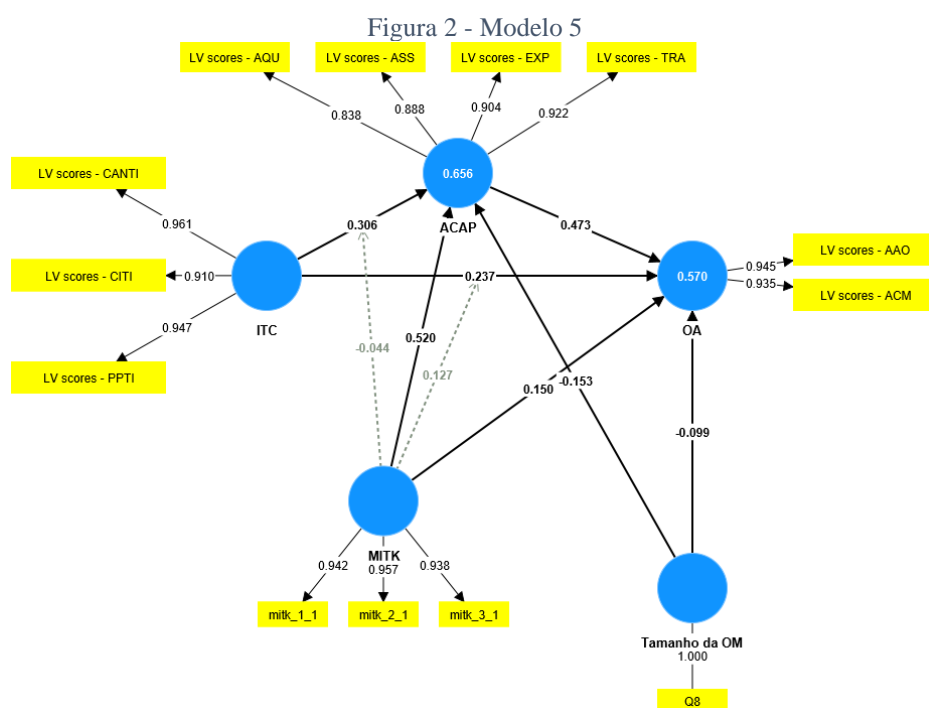 Figura 2 - Modelo 5
LV scores - AQU
LV scores - ASS
LV scores - EXP
LV scores - TRA
0.838
0.888
0.904
0.922
0.656
ACAP
LV scores - CANTI
LV scores - CITI
LV scores - PPTI
0.961
0.910
0.947
ITC
0.306
0.473
0.237
0.570
OA
LV scores - AAO
LV scores - ACM
0.945
0.935
-0.044
0.520
0.127
0.150
-0.153
-0.099
MITK
0.942
0.957
0.938
mitk_1_1
mitk_2_1
mitk_3_1
Tamanho da OM
1.000
Q8